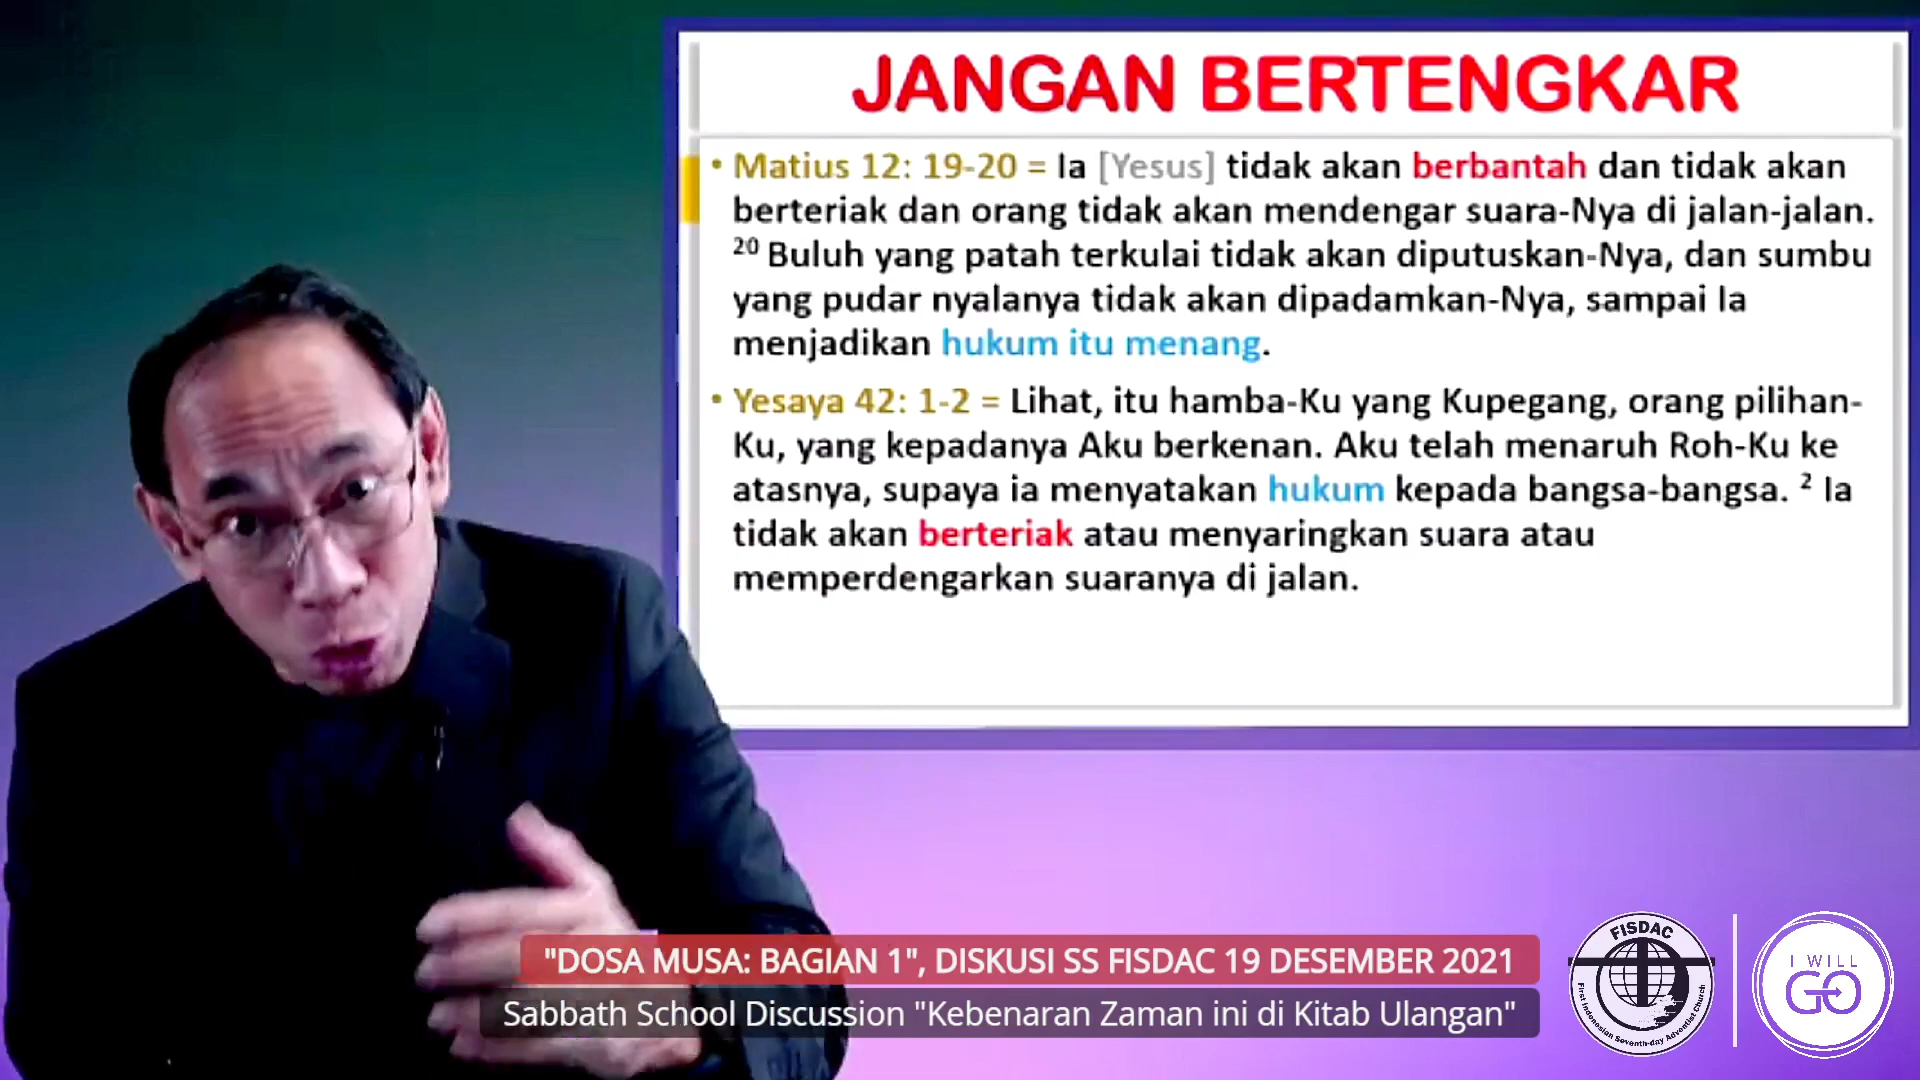 JANGAN BERTENGKAR
• Matius 12: 19-20 = Ia [Yesus] tidak akan berbantah dan tidak akan
berteriak dan orang tidak akan mendengar suara-Nya di jalan-jalan.
20 Buluh yang patah terkulai tidak akan diputuskan-Nya, dan sumbu
yang pudar nyalanya tidak akan dipadamkan-Nya, sampai Ia
menjadikan hukum itu menang.
• Yesaya 42: 1-2 = Lihat, itu hamba-Ku yang Kupegang, orang pilihan-
Ku, yang kepadanya Aku berkenan. Aku telah menaruh Roh-Ku ke
atasnya, supaya ia menyatakan hukum kepada bangsa-bangsa. 2 Ia
tidak akan berteriak atau menyaringkan suara atau
memperdengarkan suaranya di jalan.
"DOSA MUSA: BAGIAN 1", DISKUSI SS FISDAC 19 DESEMBER 2021
Sabbath School Discussion "Kebenaran Zaman ini di Kitab Ulangan"
FISDAC
First Indonesian Seventh-day Adventist Church
I WILL
GO